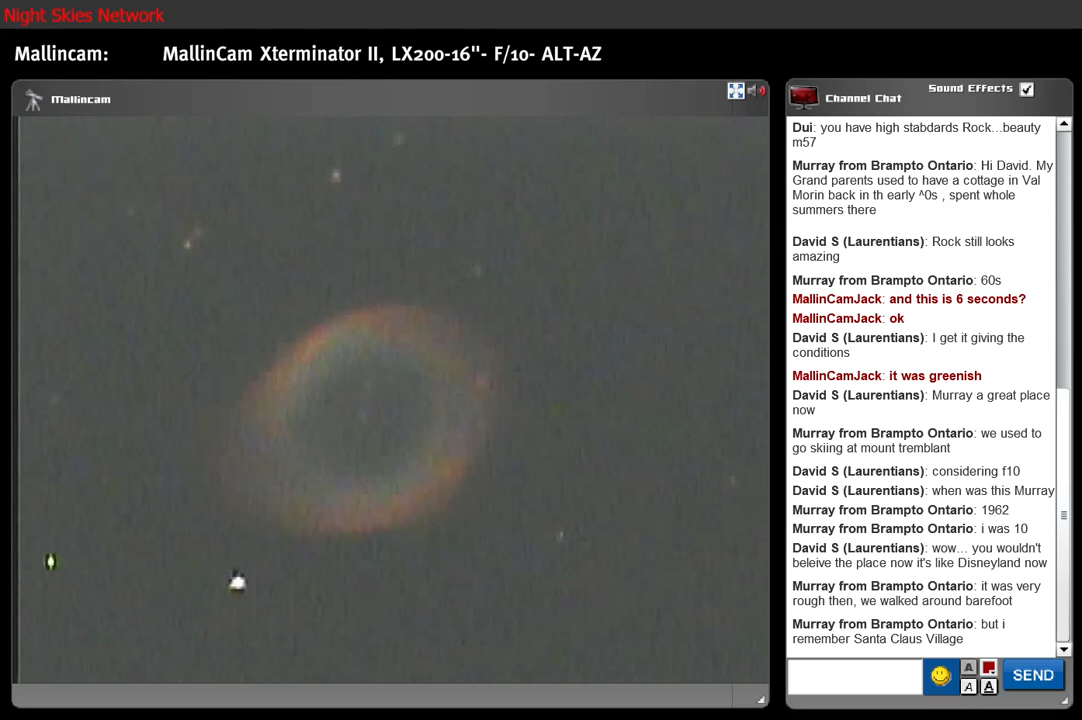 Night Skies Network
Mallincam: MallinCam Xterminator II, LX200-16"- F/10- ALT-AZ
Mallincam
Channel Chat
Sound Effects
Dui: you have high stabdards Rock...beauty
m57
Murray from Brampto Ontario: Hi David. My
Grand parents used to have a cottage in Val
Morin back in th early ^0s , spent whole
summers there
David S (Laurentians): Rock still looks
amazing
Murray from Brampto Ontario: 60s
MallinCamJack: and this is 6 seconds?
MallinCamJack: ok
David S (Laurentians): I get it giving the
conditions
MallinCamJack: it was greenish
David S (Laurentians): Murray a great place
now
Murray from Brampto Ontario: we used to
go skiing at mount tremblant
David S (Laurentians): considering f10
David S (Laurentians): when was this Murray
Murray from Brampto Ontario: 1962
Murray from Brampto Ontario: i was 10
David S (Laurentians): wow... you wouldn't
beleive the place now it's like Disneyland now
Murray from Brampto Ontario: it was very
rough then, we walked around barefoot
Murray from Brampto Ontario: but i
remember Santa Claus Village
A
A A
SEND